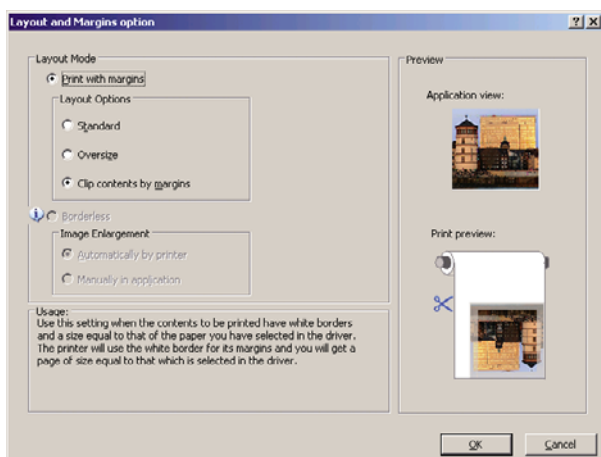 Layout and Margins option
Layout Mode
Print with margins
Layout Options
Standard
Oversize
Clip contents by margins
Borderless
Image Enlargement
Automatically by printer
Manually in application
Usage:
Use this setting when the contents to be printed have white borders
and a size equal to that of the paper you have selected in the driver.
The printer will use the white border for its margins and you will get a
page of size equal to that which is selected in the driver.
Preview
Application view:
Print preview:
OK
Cancel